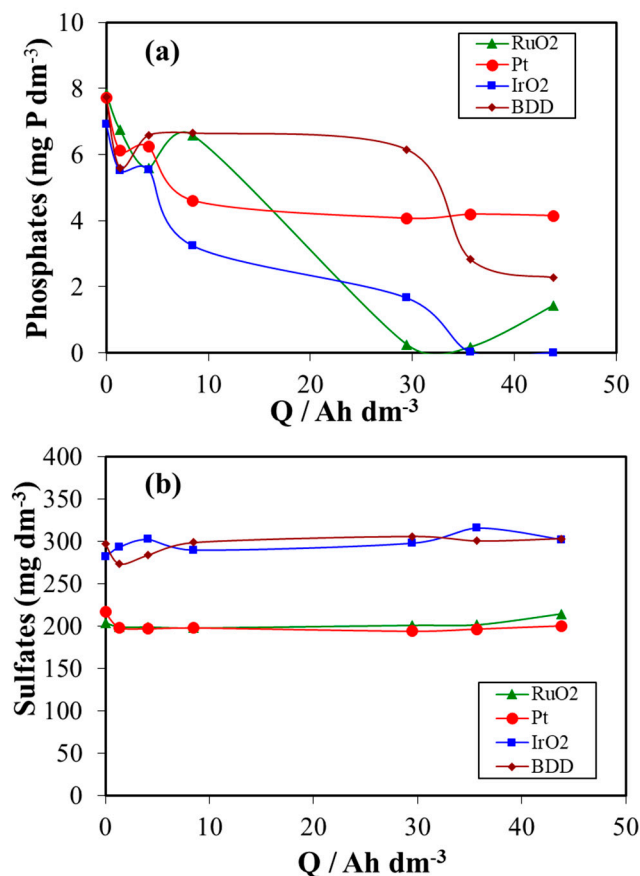 (a)
RuO2
Pt
IrO2
BDD
Phosphates (mg P dm⁻³)
10
8
6
4
2
0
0 10 20 30 40 50
Q / Ah dm⁻³
(b)
Sulfates (mg dm⁻³)
400
350
300
250
200
150
100
50
0
RuO2
Pt
IrO2
BDD
0 10 20 30 40 50
Q / Ah dm⁻³